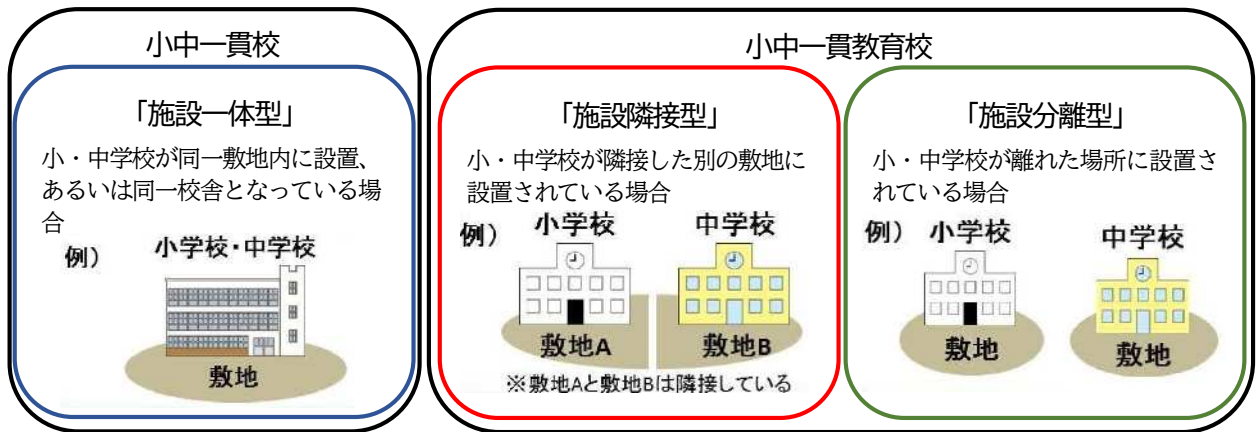 小中一貫校
「施設一体型」
小・中学校が同一敷地内に設置、
あるいは同一校舎となっている場
合
例）
小学校・中学校
敷地
小中一貫教育校
「施設隣接型」
小・中学校が隣接した別の敷地に
設置されている場合
例）
小学校
中学校
敷地A
敷地B
※敷地Aと敷地Bは隣接している
「施設分離型」
小・中学校が離れた場所に設置さ
れている場合
例）
小学校
中学校
敷地
敷地